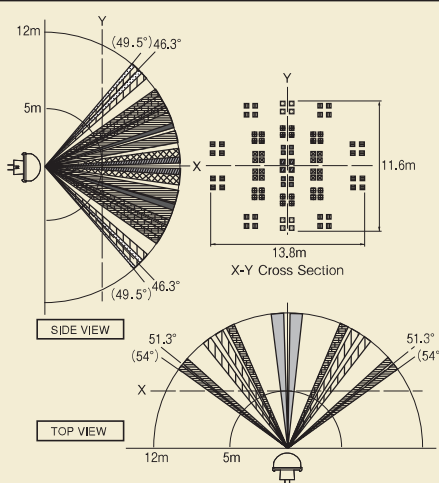 12m
Y
(49.5°) 46.3°
5m
Y
X
X
11.6m
13.8m
X-Y Cross Section
46.3°
(49.5°)
SIDE VIEW
51.3°
(54°)
51.3°
(54°)
X
TOP VIEW
12m
5m